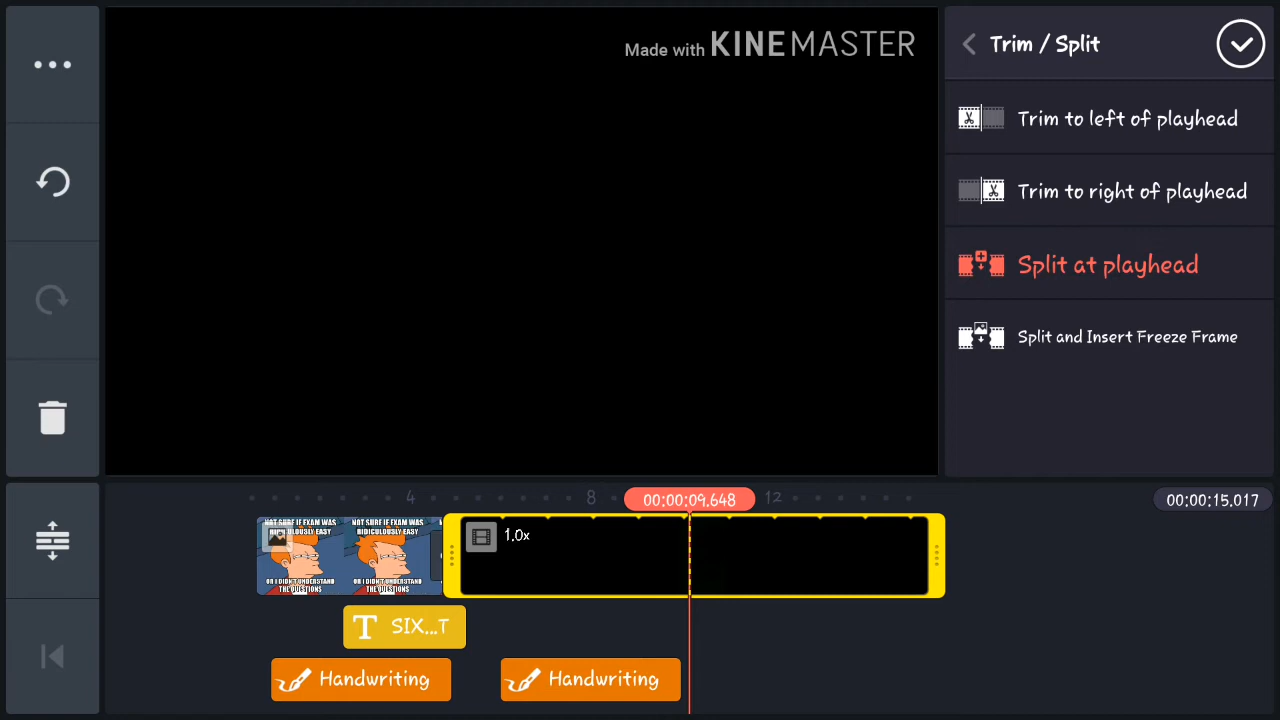 Made with KINEMASTER
Trim / Split
Trim to left of playhead
Trim to right of playhead
Split at playhead
Split and Insert Freeze Frame
4
8
00:00:09.648
12
00:00:15.017
NOT SURE IF EXAM WAS
RIDICULOUSLY EASY
OR I DIDN'T UNDERSTAND
THE QUESTIONS
NOT SURE IF EXAM WAS
RIDICULOUSLY EASY
OR I DIDN'T UNDERSTAND
THE QUESTIONS
1.0x
T SIX...T
Handwriting
Handwriting